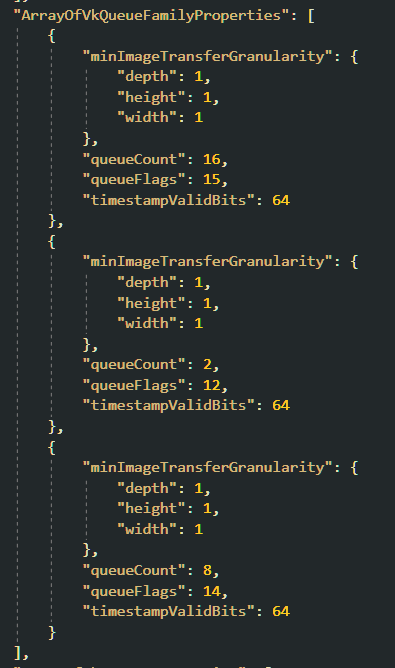 "ArrayOfVkQueueFamilyProperties": [
{
"minImageTransferGranularity": {
"depth": 1,
"height": 1,
"width": 1
},
"queueCount": 16,
"queueFlags": 15,
"timestampValidBits": 64
},
{
"minImageTransferGranularity": {
"depth": 1,
"height": 1,
"width": 1
},
"queueCount": 2,
"queueFlags": 12,
"timestampValidBits": 64
},
{
"minImageTransferGranularity": {
"depth": 1,
"height": 1,
"width": 1
},
"queueCount": 8,
"queueFlags": 14,
"timestampValidBits": 64
}
],